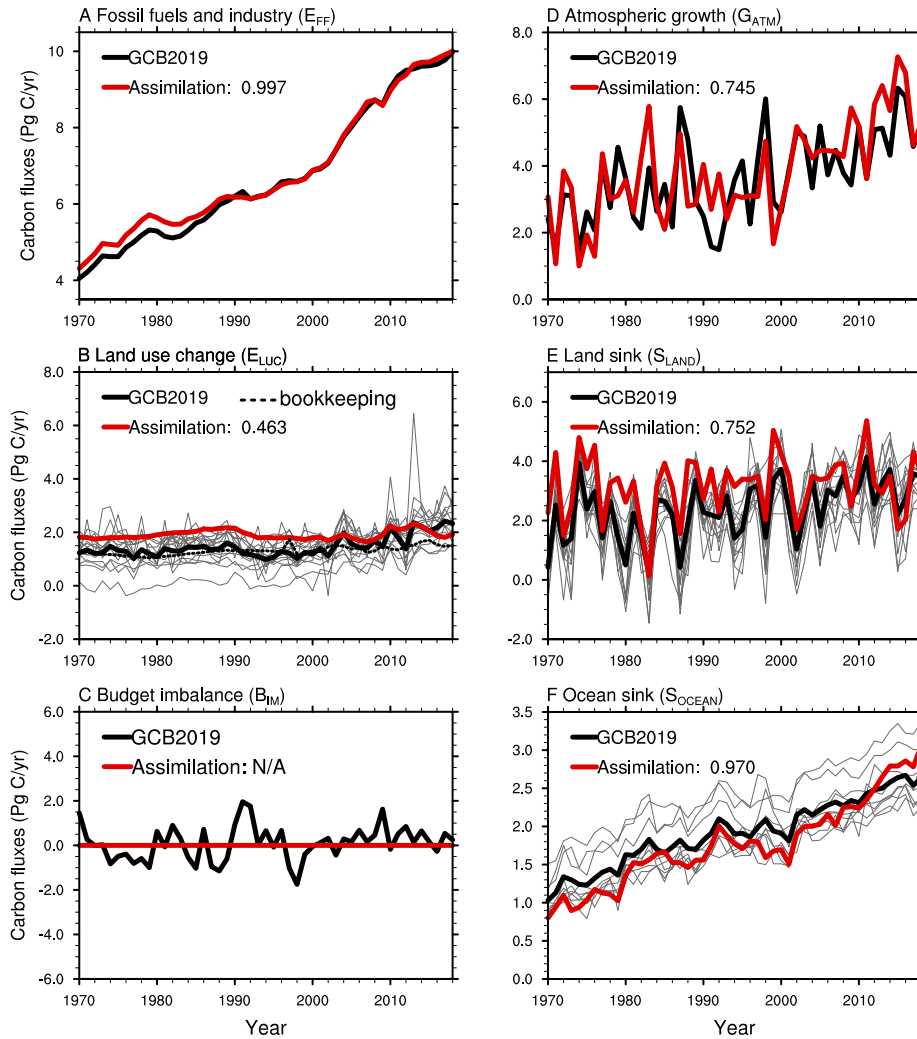 A Fossil fuels and industry (EFF)
GCB2019
Assimilation: 0.997
Carbon fluxes (Pg C/yr)
10
8
6
4
1970 1980 1990 2000 2010
D Atmospheric growth (GATM)
GCB2019
Assimilation: 0.745
8.0
6.0
4.0
2.0
0.0
1970 1980 1990 2000 2010
B Land use change (ELUC)
GCB2019 bookkeeping
Assimilation: 0.463
Carbon fluxes (Pg C/yr)
8.0
6.0
4.0
2.0
0.0
-2.0
1970 1980 1990 2000 2010
E Land sink (SLAND)
GCB2019
Assimilation: 0.752
6.0
4.0
2.0
0.0
-2.0
1970 1980 1990 2000 2010
C Budget imbalance (BIM)
GCB2019
Assimilation: N/A
Carbon fluxes (Pg C/yr)
6.0
4.0
2.0
0.0
-2.0
-4.0
-6.0
1970 1980 1990 2000 2010
Year
F Ocean sink (SOCEAN)
GCB2019
Assimilation: 0.970
3.5
3.0
2.5
2.0
1.5
1.0
0.5
0.0
1970 1980 1990 2000 2010
Year